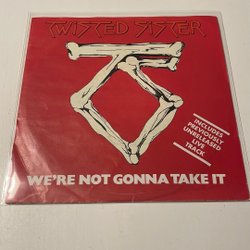 TWISTED SISTER
WE'RE NOT GONNA TAKE IT
INCLUDES
PREVIOUSLY
UNRELEASED
LIVE
TRACK